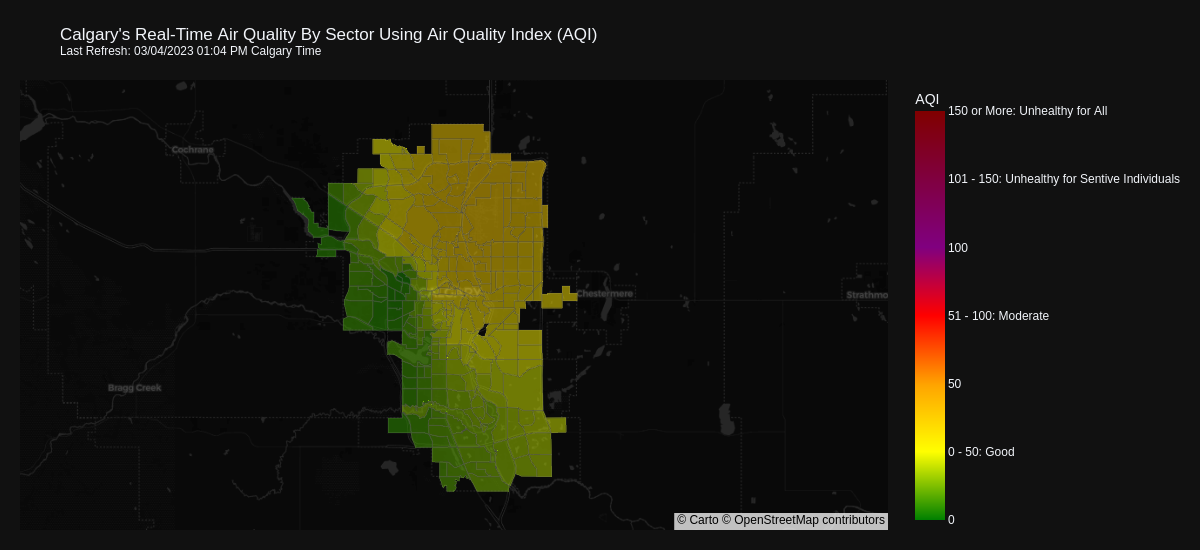 Calgary's Real-Time Air Quality By Sector Using Air Quality Index (AQI)
Last Refresh: 03/04/2023 01:04 PM Calgary Time
AQI
150 or More: Unhealthy for All
101 - 150: Unhealthy for Sentive Individuals
100
51 - 100: Moderate
50
0 - 50: Good
0
Cochrane
CALGARY
Chestermere
Strathmo
Bragg Creek
© Carto © OpenStreetMap contributors